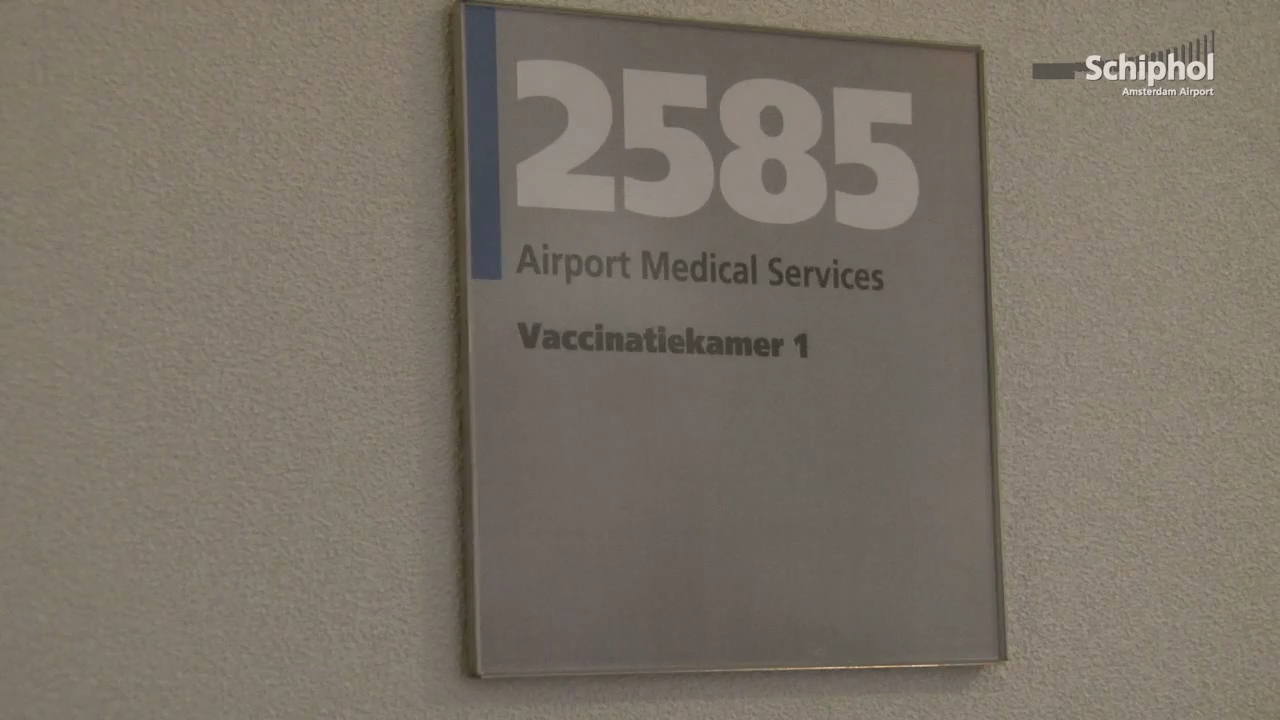 2585
Airport Medical Services
Vaccinatiekamer 1
Schiphol
Amsterdam Airport